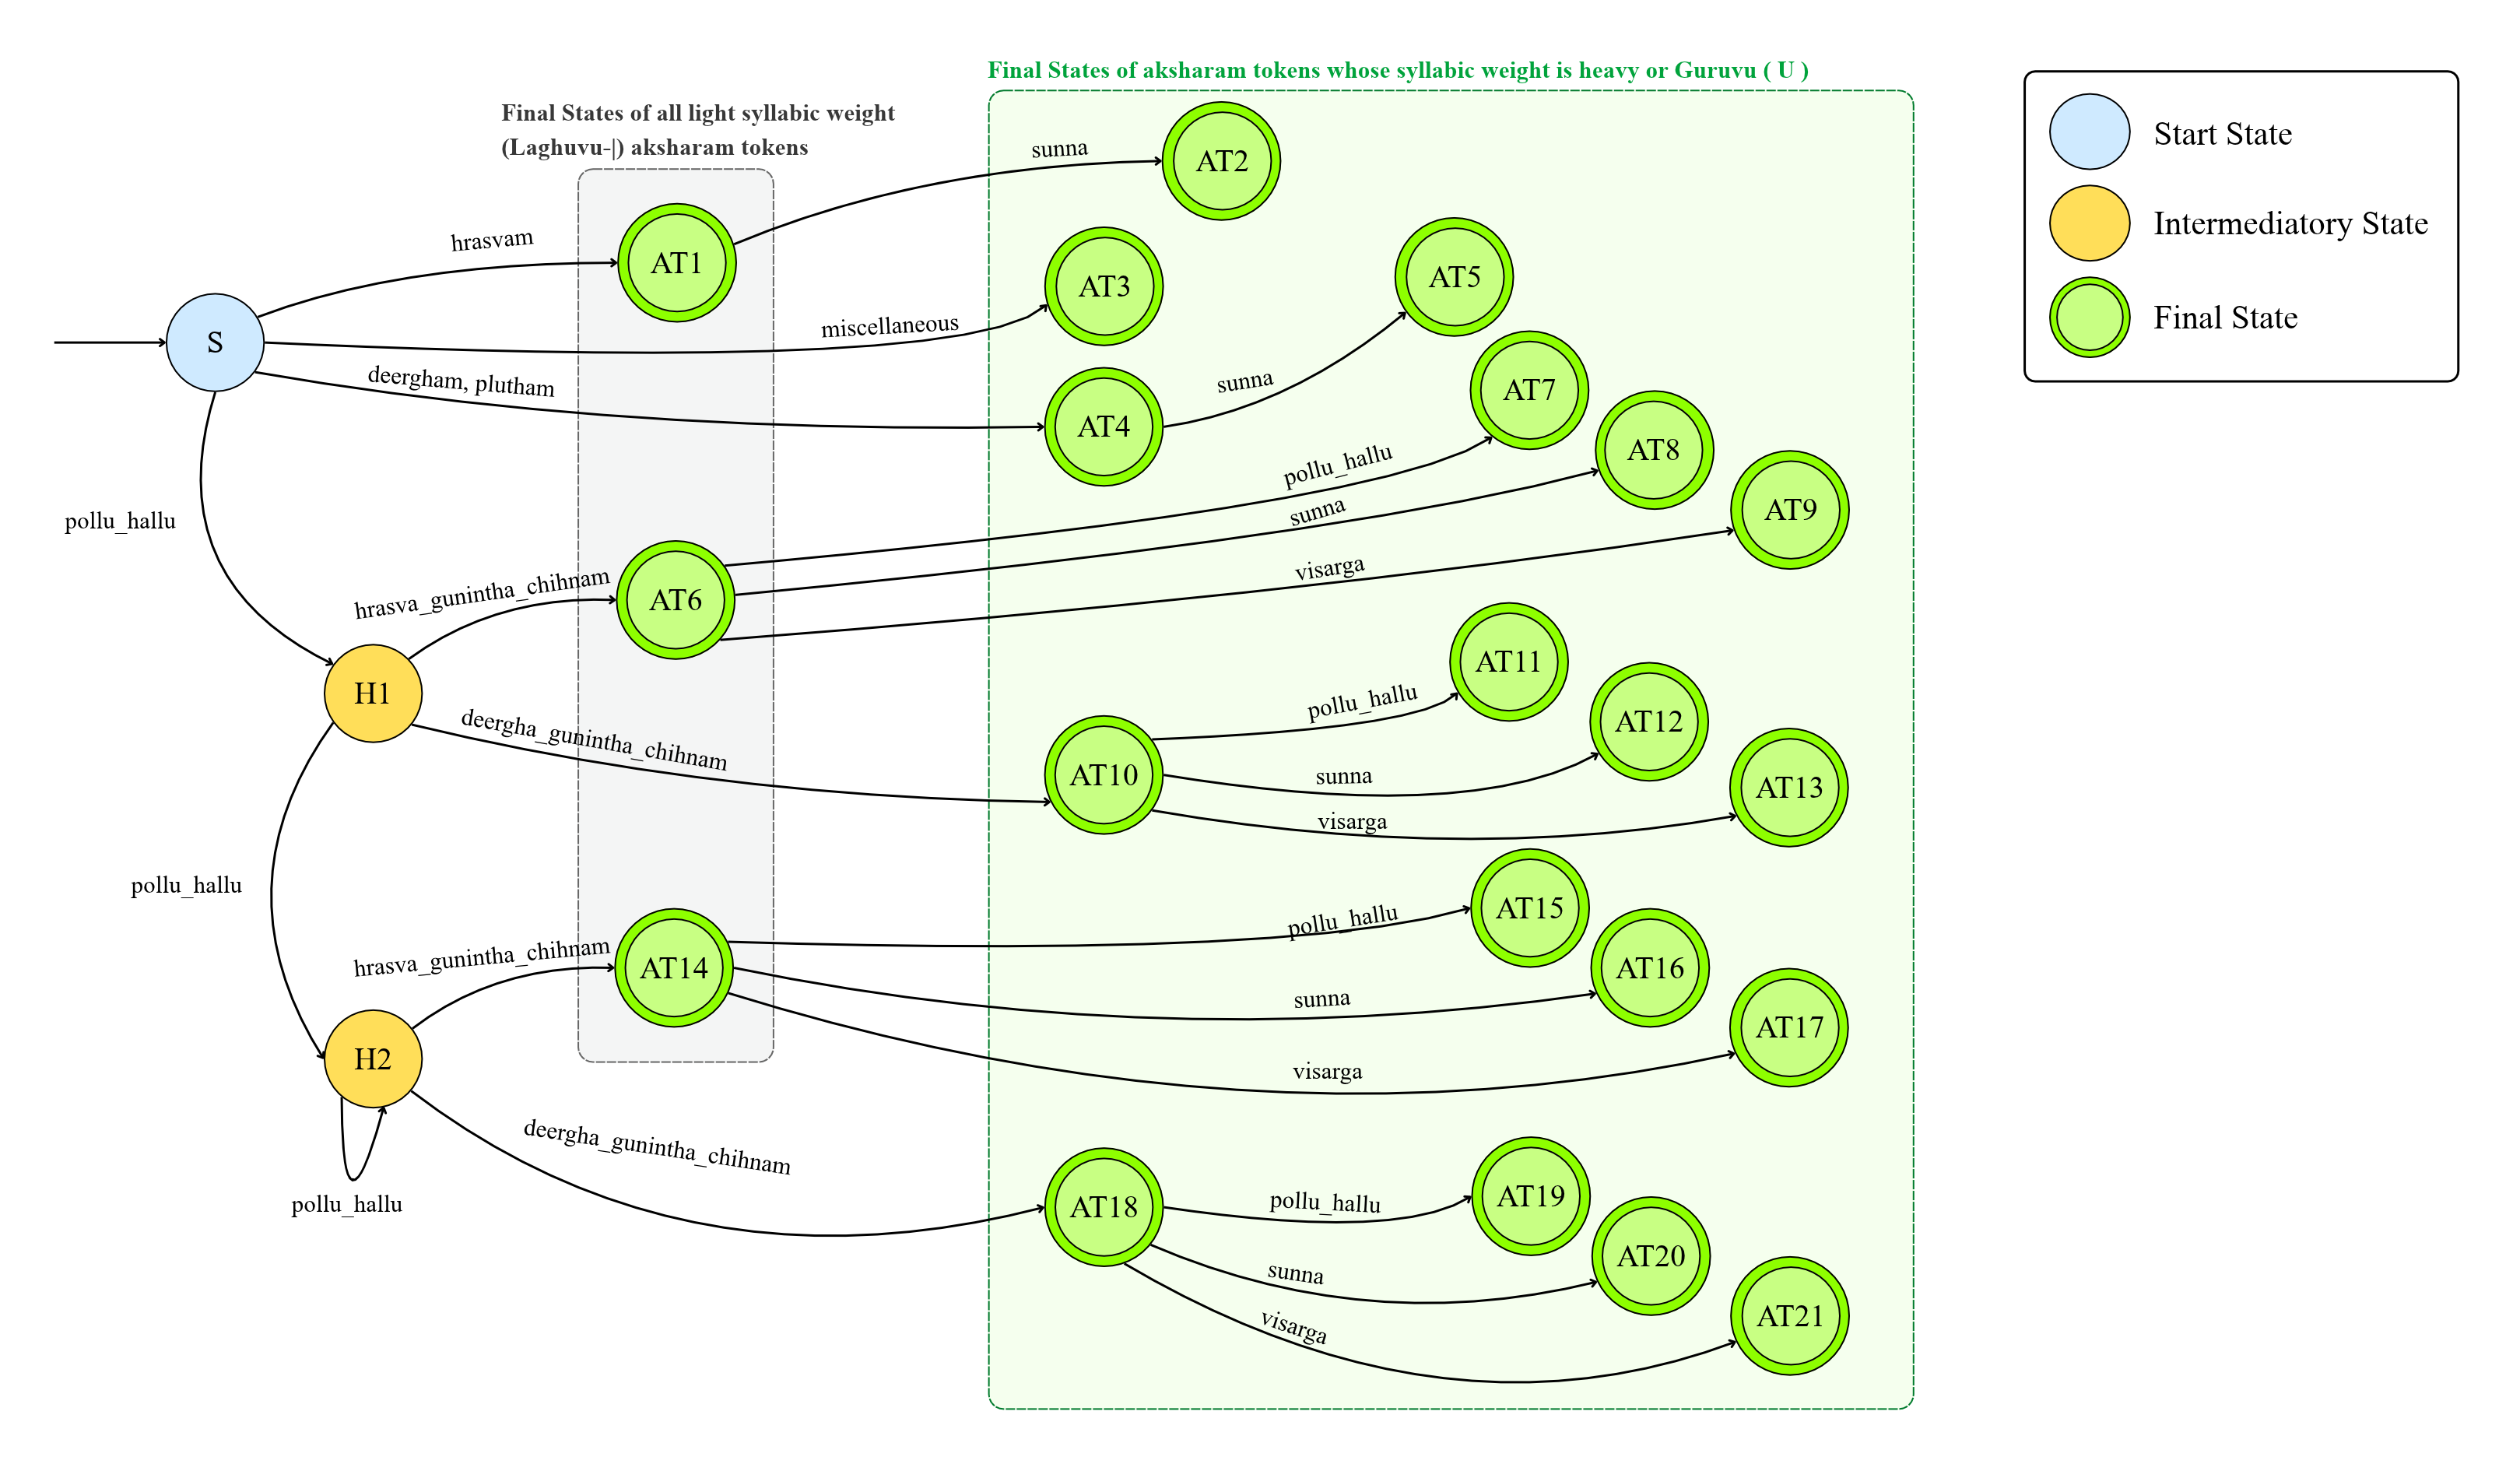 Final States of aksharam tokens whose syllabic weight is heavy or Guruvu ( U )
Final States of all light syllabic weight
(Laghuvu-|) aksharam tokens
Start State
Intermediatory State
Final State
sunna
AT2
hrasvam
AT1
AT3
AT5
S
miscellaneous
deergham, plutham
sunna
AT4
AT7
pollu_hallu
AT8
sunna
AT9
visarga
pollu_hallu
hrasva_gunintha_chihnam
AT6
H1
deergha_gunintha_chihnam
pollu_hallu
AT11
AT12
AT10
sunna
AT13
visarga
pollu_hallu
hrasva_gunintha_chihnam
AT14
pollu_hallu
AT15
AT16
sunna
AT17
visarga
H2
pollu_hallu
deergha_gunintha_chihnam
AT18
pollu_hallu
AT19
sunna
AT20
visarga
AT21